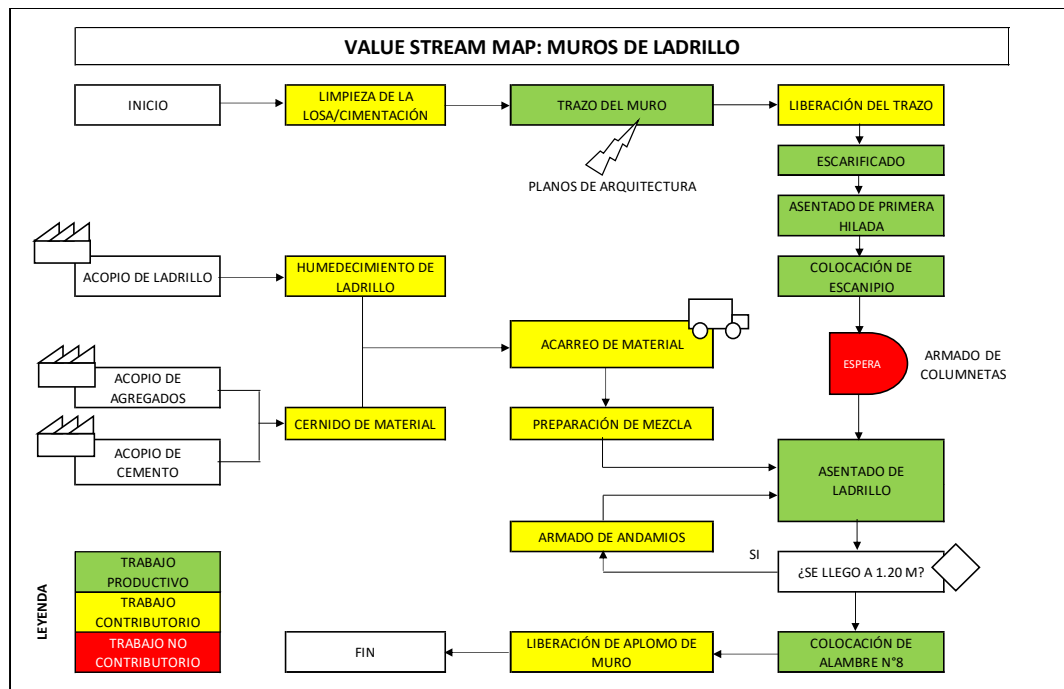 VALUE STREAM MAP: MUROS DE LADRILLO
INICIO
LIMPIEZA DE LA
LOSA/CIMENTACIÓN
TRAZO DEL MURO
LIBERACIÓN DEL TRAZO
PLANOS DE ARQUITECTURA
ESCARIFICADO
ASENTADO DE PRIMERA
HILADA
COLOCACIÓN DE
ESCANIPIO
ACOPIO DE LADRILLO
HUMEDECIMIENTO DE
LADRILLO
ACARREO DE MATERIAL
ESPERA
ARMADO DE
COLUMNETAS
ACOPIO DE
AGREGADOS
CERNIDO DE MATERIAL
PREPARACIÓN DE MEZCLA
ACOPIO DE
CEMENTO
ASENTADO DE
LADRILLO
ARMADO DE ANDAMIOS
SI
¿SE LLEGO A 1.20 M?
LEYENDA
TRABAJO
PRODUCTIVO
TRABAJO
CONTRIBUTORIO
TRABAJO NO
CONTRIBUTORIO
FIN
LIBERACIÓN DE APLOMO DE
MURO
COLOCACIÓN DE
ALAMBRE N°8